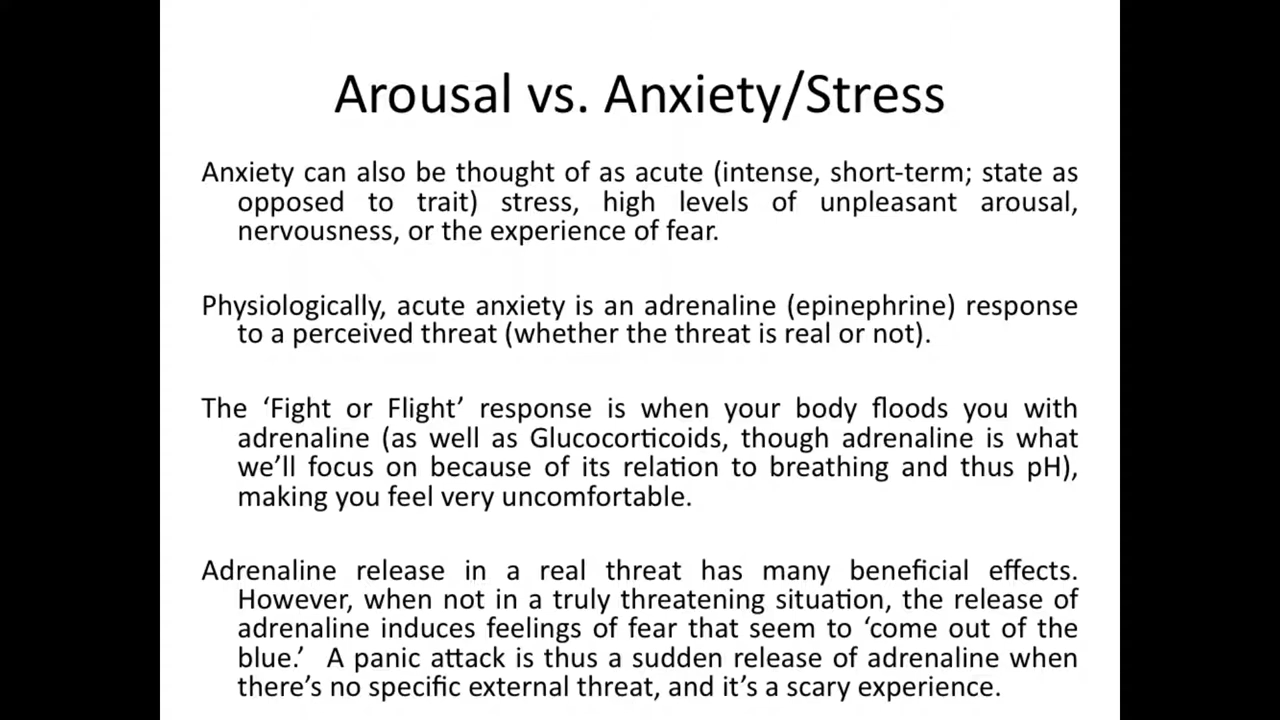 Arousal vs. Anxiety/Stress
Anxiety can also be thought of as acute (intense, short-term; state as
opposed to trait) stress, high levels of unpleasant arousal,
nervousness, or the experience of fear.
Physiologically, acute anxiety is an adrenaline (epinephrine) response
to a perceived threat (whether the threat is real or not).
The ‘Fight or Flight’ response is when your body floods you with
adrenaline (as well as Glucocorticoids, though adrenaline is what
we’ll focus on because of its relation to breathing and thus pH),
making you feel very uncomfortable.
Adrenaline release in a real threat has many beneficial effects.
However, when not in a truly threatening situation, the release of
adrenaline induces feelings of fear that seem to ‘come out of the
blue.’ A panic attack is thus a sudden release of adrenaline when
there’s no specific external threat, and it’s a scary experience.